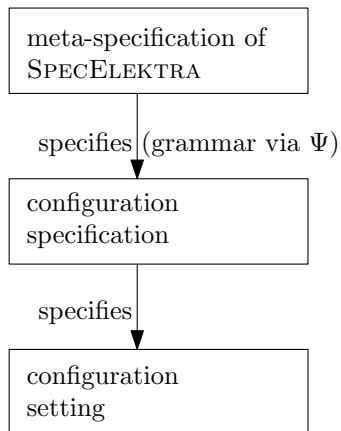 meta-specification of
SPECELEKTRA
specifies (grammar via Ψ)
configuration
specification
specifies
configuration
setting